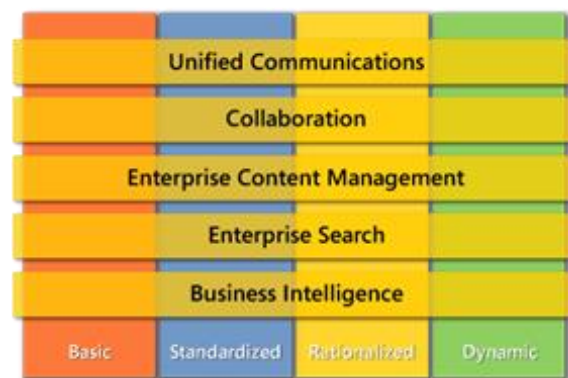 Unified Communications
Collaboration
Enterprise Content Management
Enterprise Search
Business Intelligence
Basic Standardized Rationalized Dynamic